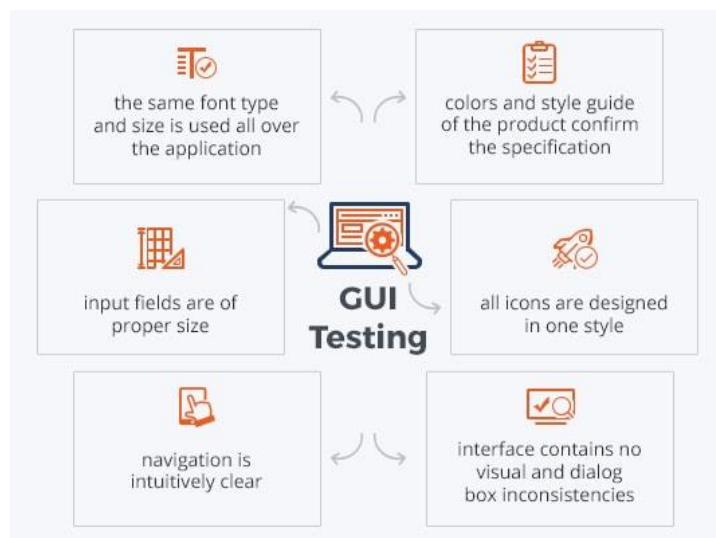 the same font type
and size is used all over
the application
colors and style guide
of the product confirm
the specification
input fields are of
proper size
GUI
Testing
all icons are designed
in one style
navigation is
intuitively clear
interface contains no
visual and dialog
box inconsistencies